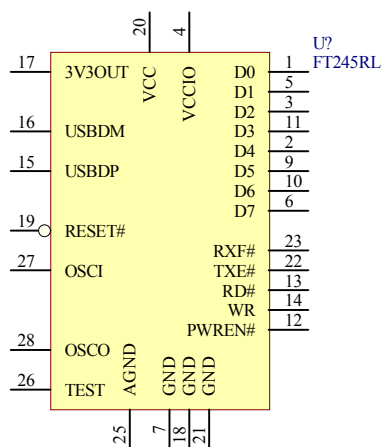 20
4
U?
FT245RL
17 3V3OUT
VCC
VCCIO
D0 1
D1 5
D2 3
16 USBDM
D3 11
D4 2
15 USBDP
D5 9
D6 10
D7 6
19 RESET#
RXF# 23
27 OSCI
TXE# 22
RD# 13
WR 14
PWREN# 12
28 OSCO
26 TEST
AGND
GND
GND
GND
25
7
18
21